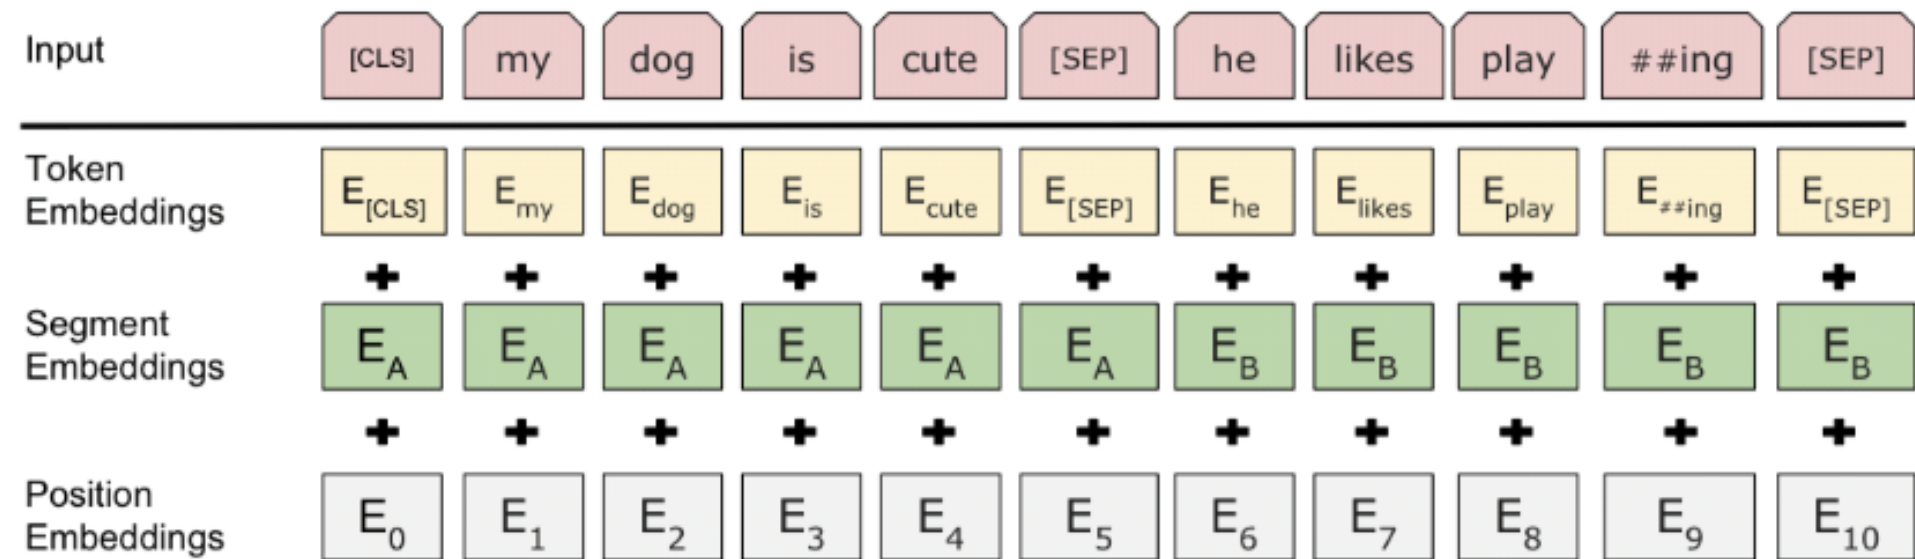 Input [CLS] my dog is cute [SEP] he likes play ##ing [SEP]
Token Embeddings E[CLS] Emy Edog Eis Ecute E[SEP] Ehe Elikes Eplay E##ing E[SEP]
+ + + + + + + + + + +
Segment Embeddings EA EA EA EA EA EA EB EB EB EB EB
+ + + + + + + + + + +
Position Embeddings E0 E1 E2 E3 E4 E5 E6 E7 E8 E9 E10